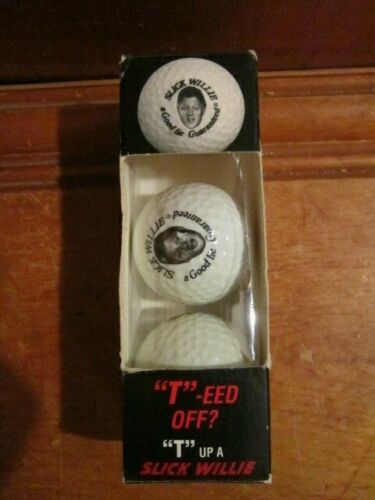 SLICK WILLIE
a Good lie Guaranteed
SLICK WILLIE
a Good lie Guaranteed
"T"-EED
OFF?
"T" UP A
SLICK WILLIE